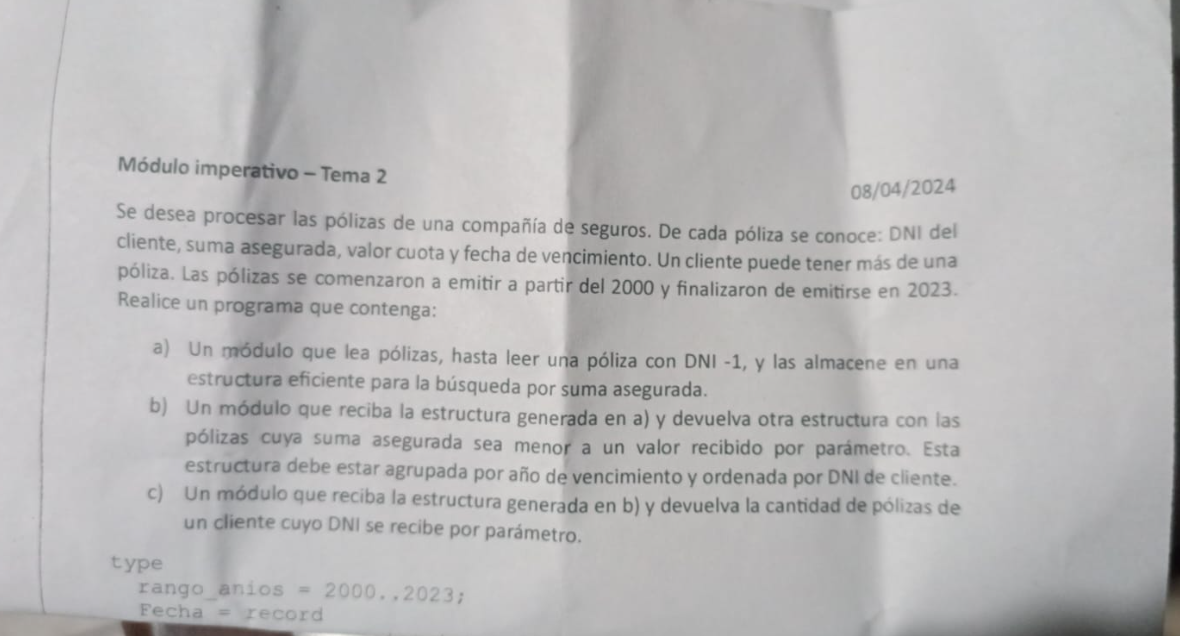 Módulo imperativo – Tema 2
08/04/2024
Se desea procesar las pólizas de una compañía de seguros. De cada póliza se conoce: DNI del
cliente, suma asegurada, valor cuota y fecha de vencimiento. Un cliente puede tener más de una
póliza. Las pólizas se comenzaron a emitir a partir del 2000 y finalizaron de emitirse en 2023.
Realice un programa que contenga:
a) Un módulo que lea pólizas, hasta leer una póliza con DNI -1, y las almacene en una
estructura eficiente para la búsqueda por suma asegurada.
b) Un módulo que reciba la estructura generada en a) y devuelva otra estructura con las
pólizas cuya suma asegurada sea menor a un valor recibido por parámetro. Esta
estructura debe estar agrupada por año de vencimiento y ordenada por DNI de cliente.
c) Un módulo que reciba la estructura generada en b) y devuelva la cantidad de pólizas de
un cliente cuyo DNI se recibe por parámetro.
type
rango_anios = 2000..2023;
Fecha = record